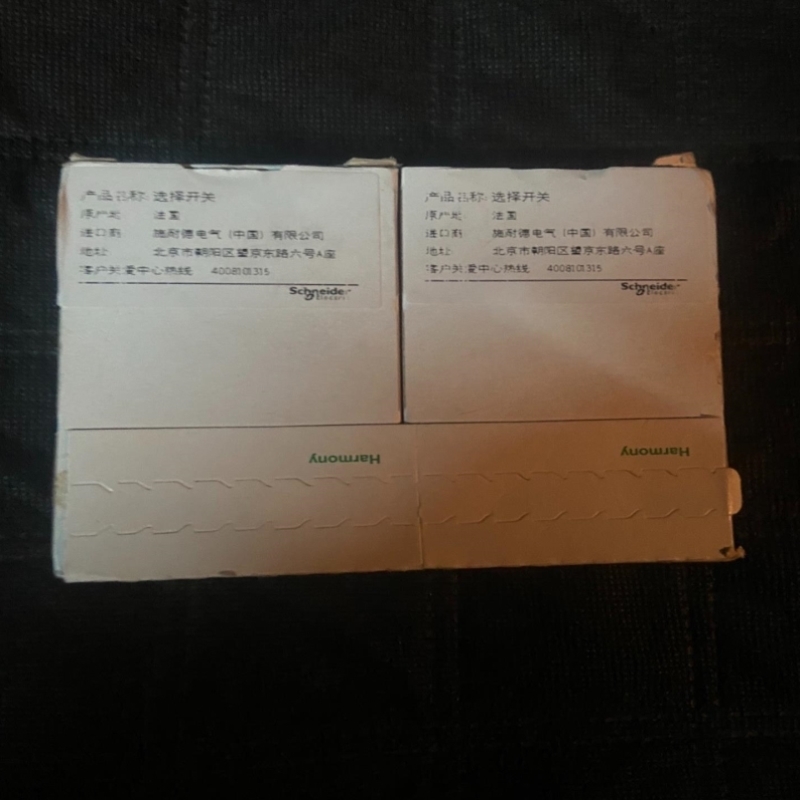 产品名称: 选择开关
原产地: 法国
进口商: 施耐德电气 (中国) 有限公司
地址: 北京市朝阳区望京东路六号A座
客户关爱中心热线 4008101315
Schneider
Electric
产品名称: 选择开关
原产地: 法国
进口商: 施耐德电气 (中国) 有限公司
地址: 北京市朝阳区望京东路六号A座
客户关爱中心热线 4008101315
Schneider
Electric
Harmony
Harmony